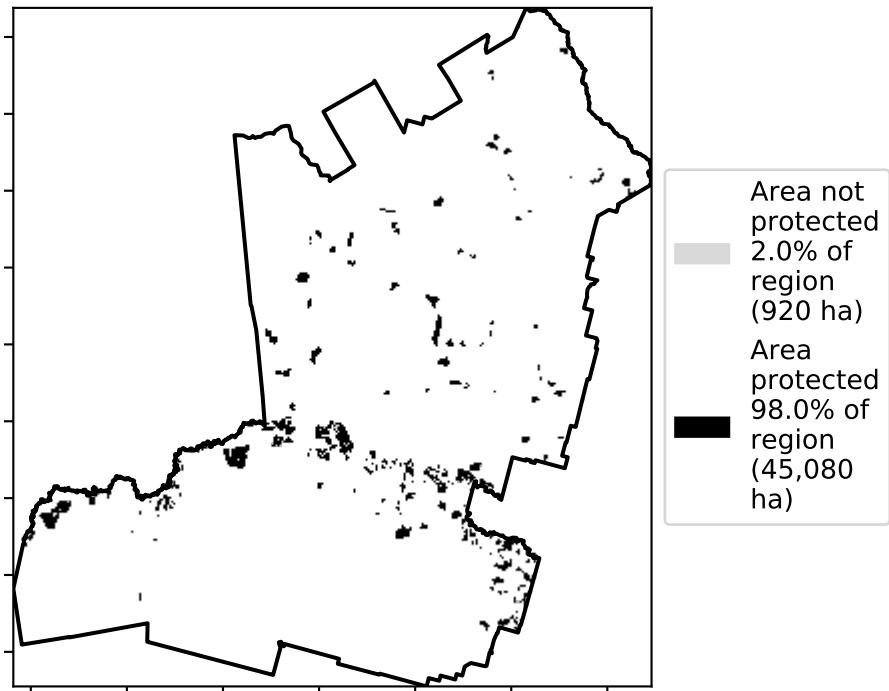 Area not
protected
2.0% of
region
(920 ha)
Area
protected
98.0% of
region
(45,080
ha)